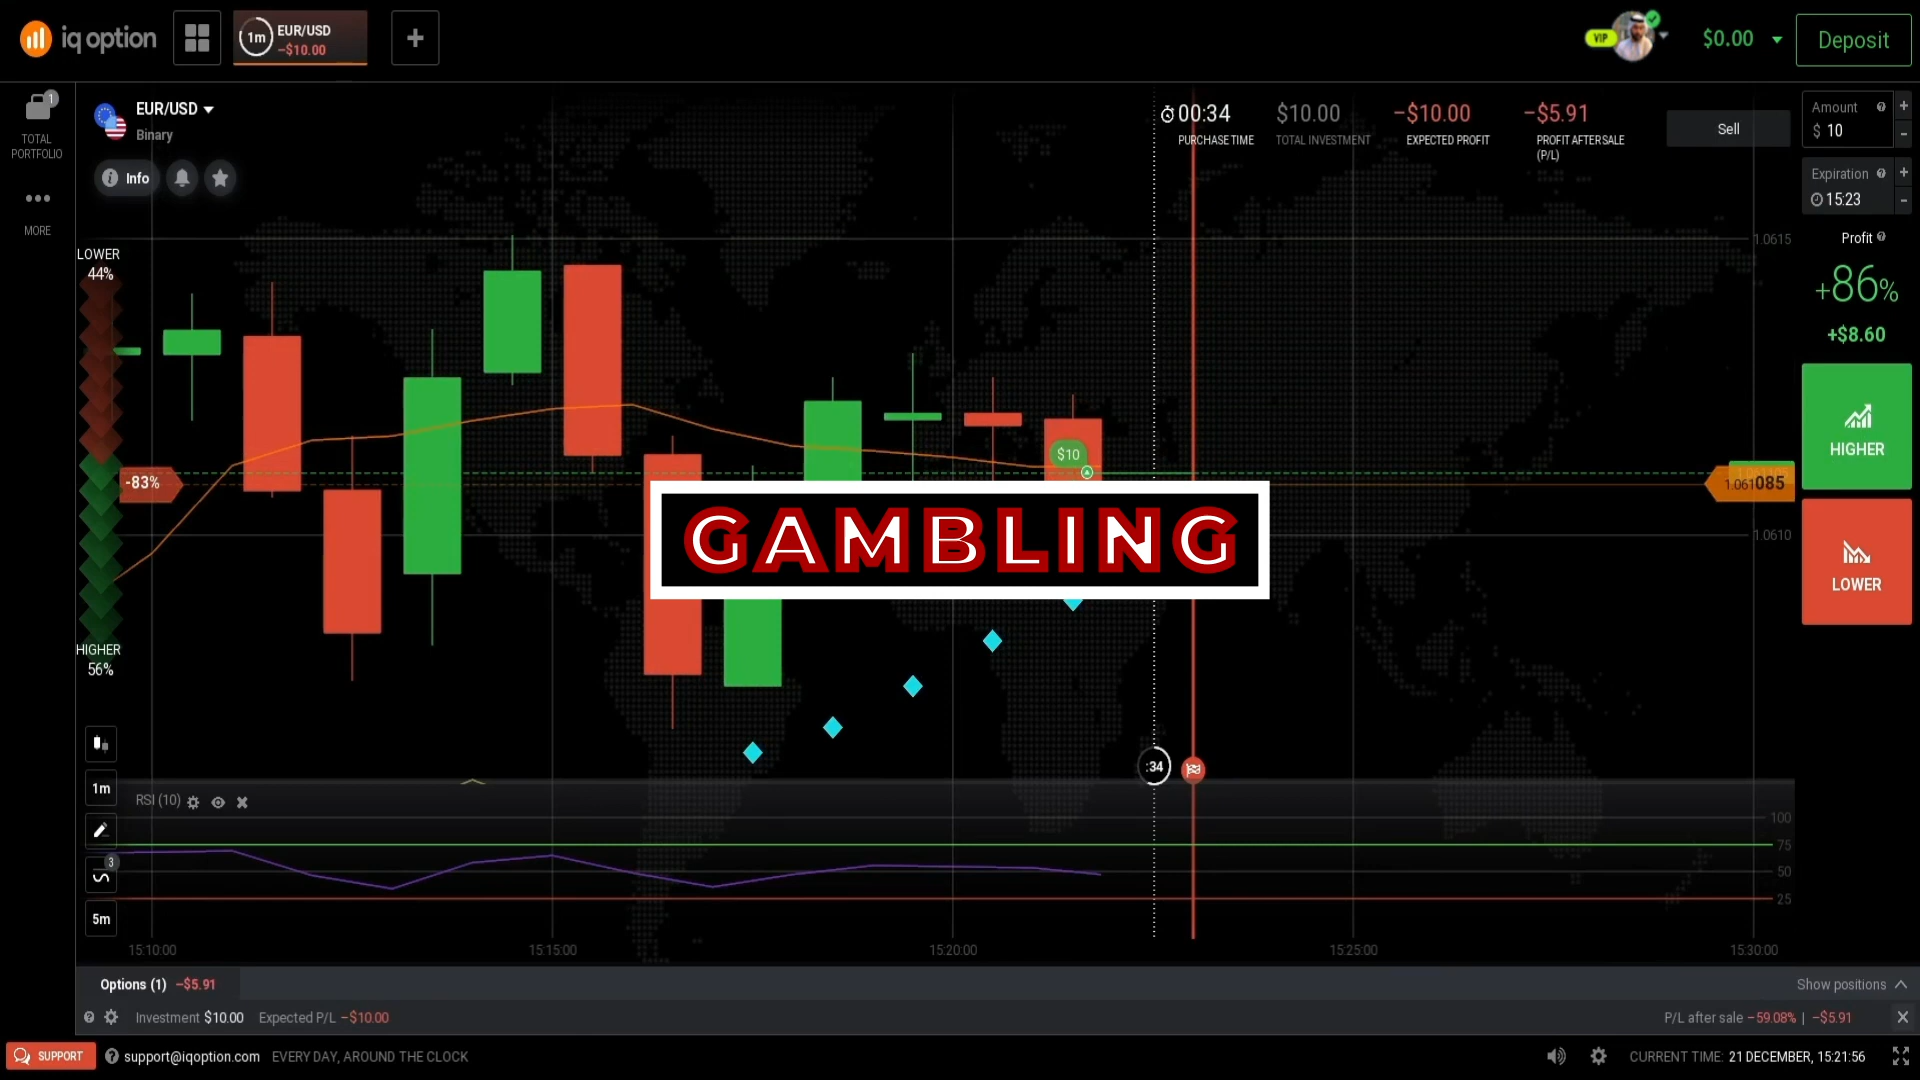 iq option
1m
EUR/USD
−$10.00
+
VIP
$0.00
Deposit
1
TOTAL
PORTFOLIO
MORE
EUR/USD
Binary
Info
00:34
PURCHASE TIME
$10.00
TOTAL INVESTMENT
−$10.00
EXPECTED PROFIT
−$5.91
PROFIT AFTER SALE
(P/L)
Sell
Amount
$ 10
Expiration
15:23
Profit
+86%
+$8.60
HIGHER
LOWER
LOWER
44%
-83%
HIGHER
56%
1.0615
$10
1.061085
1.0610
GAMBLING
:34
1m
3
5m
RSI (10)
100
75
50
25
15:10:00
15:15:00
15:20:00
15:25:00
15:30:00
Options (1) −$5.91
Show positions
Investment $10.00 Expected P/L −$10.00
P/L after sale −59.08% | −$5.91
SUPPORT
support@iqoption.com EVERY DAY, AROUND THE CLOCK
CURRENT TIME: 21 DECEMBER, 15:21:56